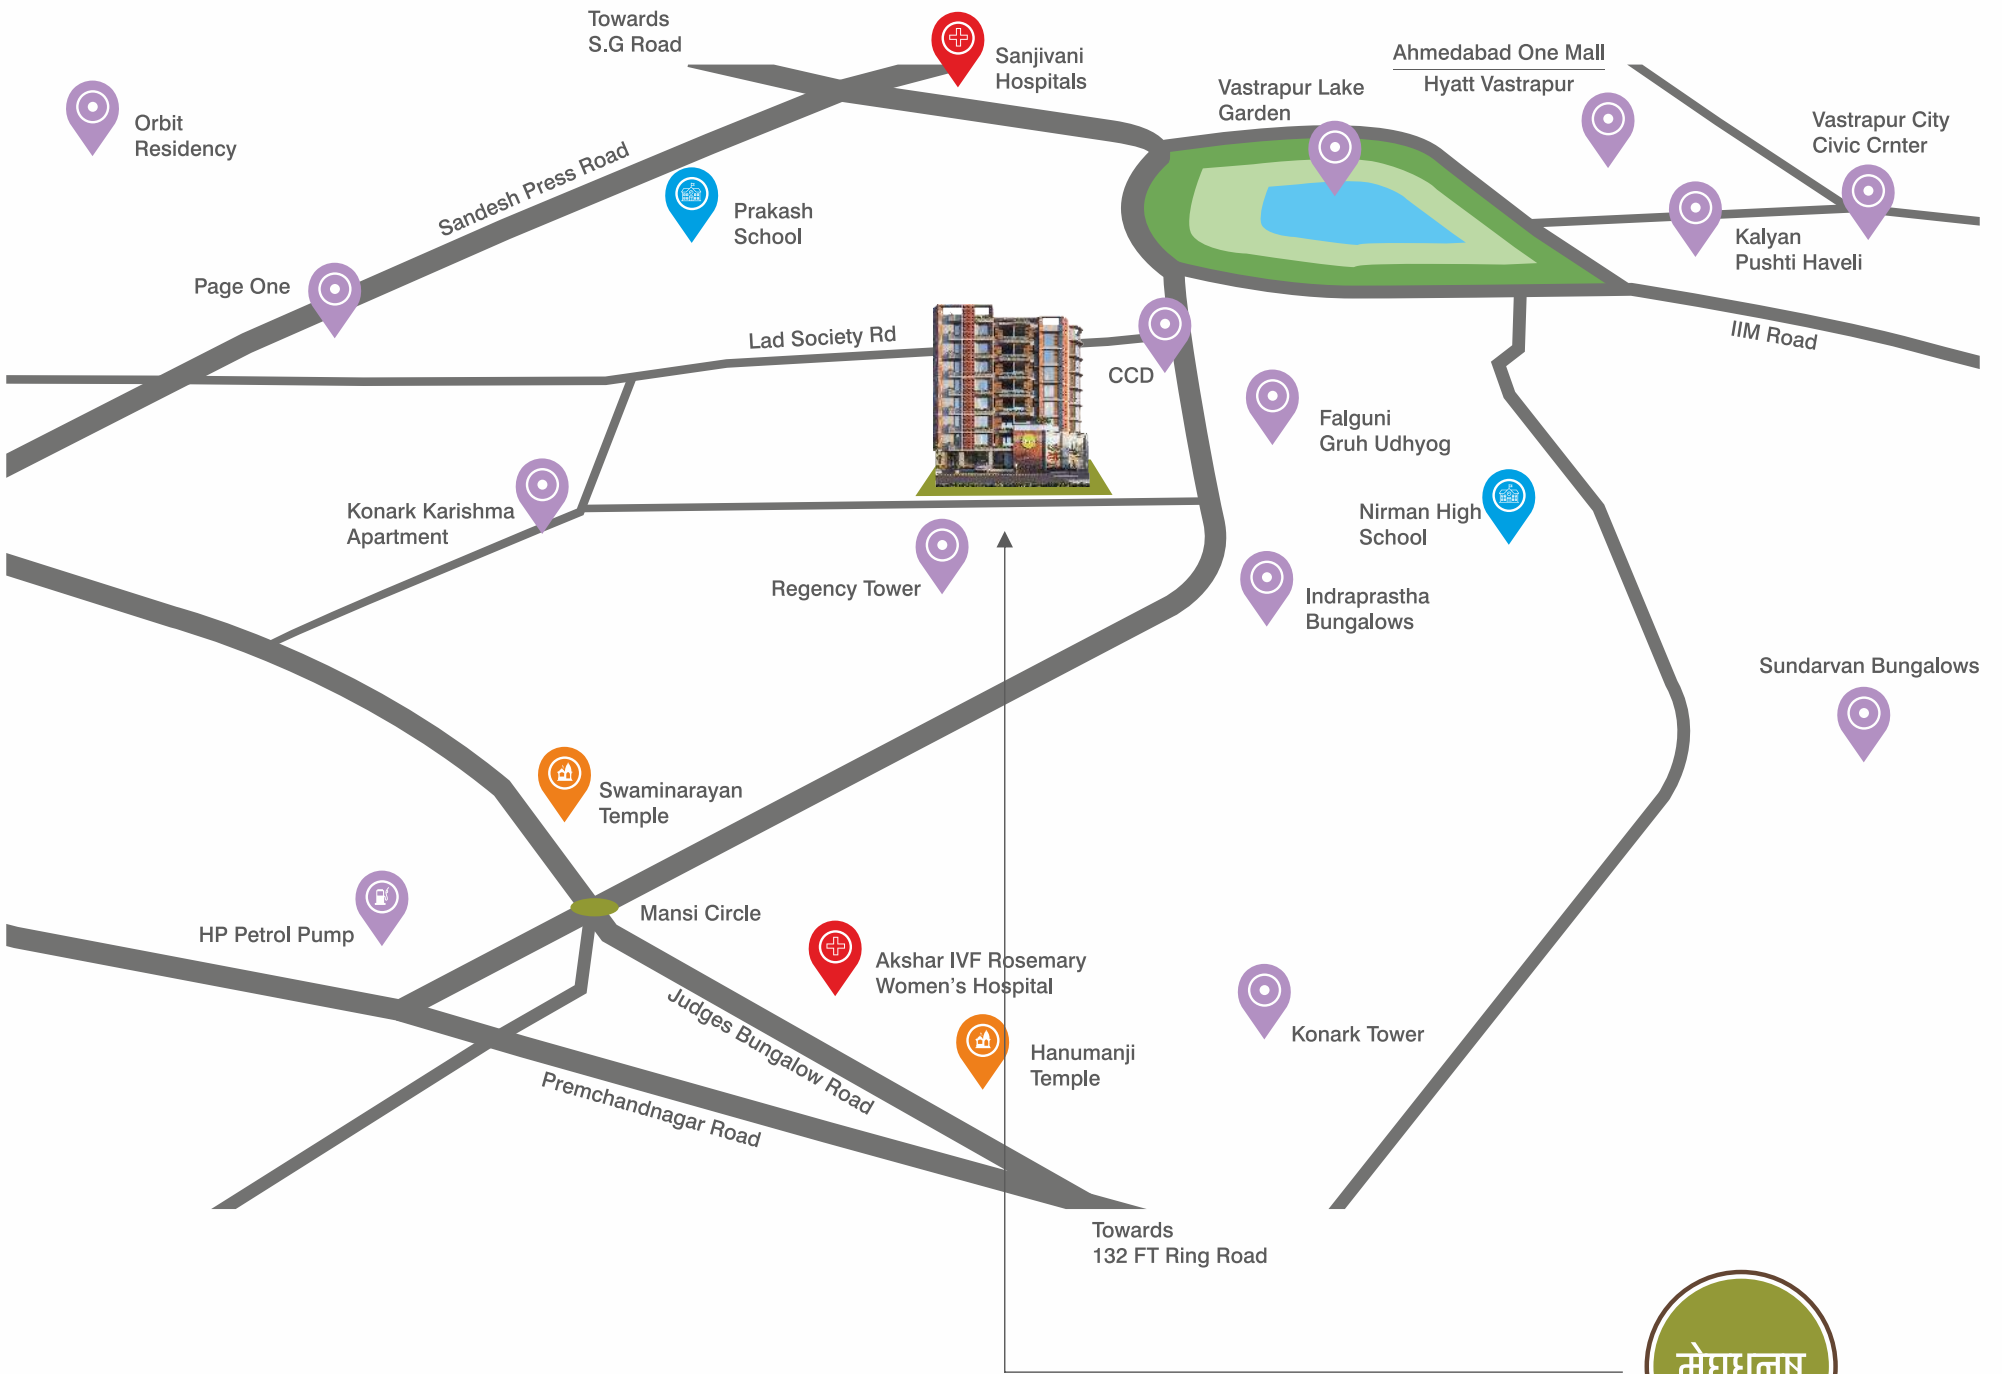 Towards
S.G Road
Sanjivani
Hospitals
Ahmedabad One Mall
Hyatt Vastrapur
Vastrapur Lake
Garden
Vastrapur City
Civic Crnter
Orbit
Residency
Sandesh Press Road
Prakash
School
Kalyan
Pushti Haveli
Page One
Lad Society Rd
IIM Road
CCD
Falguni
Gruh Udhyog
Konark Karishma
Apartment
Nirman High
School
Regency Tower
Indraprastha
Bungalows
Sundarvan Bungalows
Swaminarayan
Temple
Mansi Circle
HP Petrol Pump
Akshar IVF Rosemary
Women's Hospital
Judges Bungalow Road
Konark Tower
Hanumanji
Temple
Premchandnagar Road
Towards
132 FT Ring Road
मेघधनुष